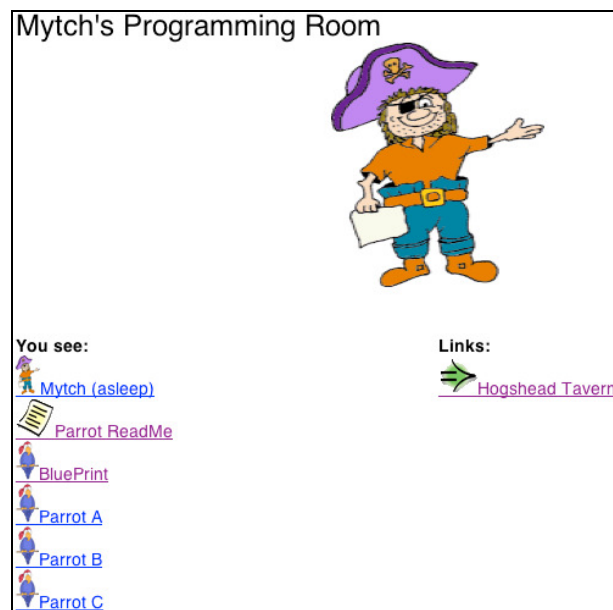 Mytch's Programming Room
You see:
Mytch (asleep)
Parrot ReadMe
BluePrint
Parrot A
Parrot B
Parrot C
Links:
Hogshead Tavern